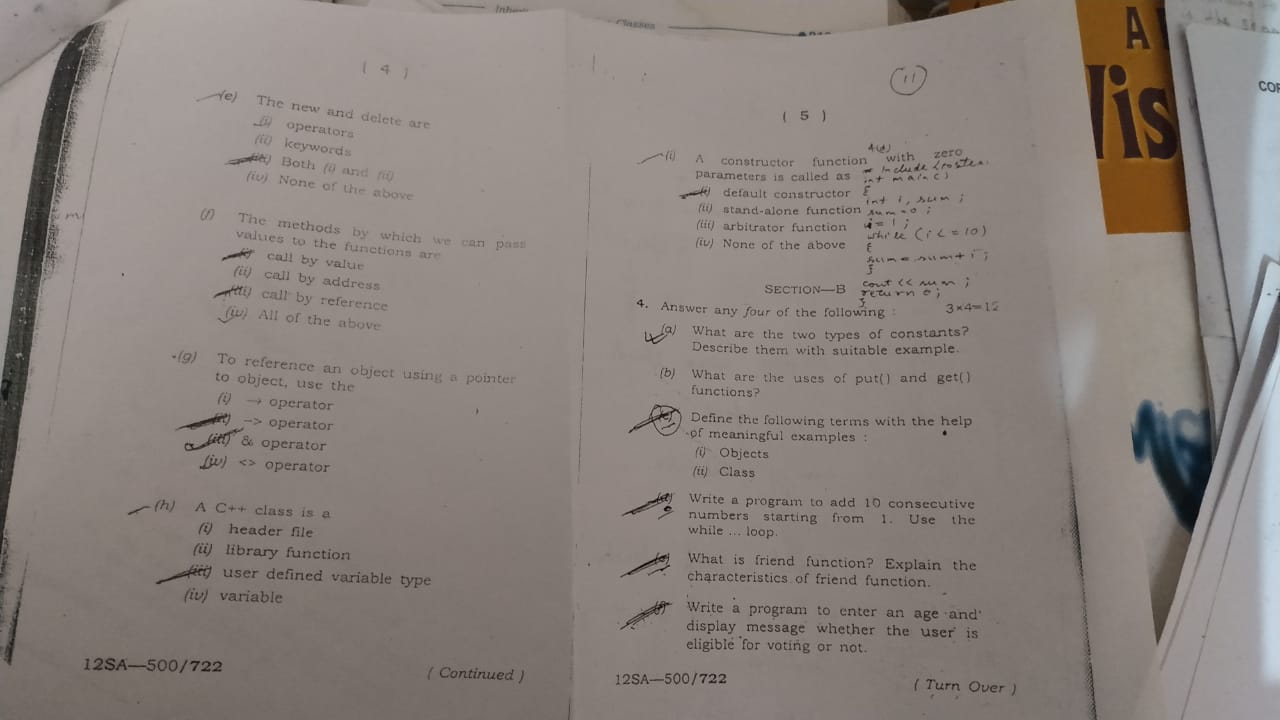 Classes
( 4 )
(e) The new and delete are
(i) operators
(ii) keywords
(iii) Both (i) and (ii)
(iv) None of the above
(f) The methods by which we can pass
values to the functions are
(i) call by value
(ii) call by address
(iii) call by reference
(iv) All of the above
(g) To reference an object using a pointer
to object, use the
(i) → operator
(ii) –> operator
(iii) & operator
(iv) <> operator
(h) A C++ class is a
(i) header file
(ii) library function
(iii) user defined variable type
(iv) variable
12SA—500/722
( Continued )
11
( 5 )
(i) A constructor function with zero
parameters is called as
(i) default constructor
(ii) stand-alone function
(iii) arbitrator function
(iv) None of the above
4(d)
int main()
{
int i, sum ;
sum = 0 ;
i = 1 ;
while (i <= 10)
{
sum = sum + i ;
}
cout << sum ;
return 0 ;
}
SECTION—B
4. Answer any four of the following : 3×4=12
(a) What are the two types of constants?
Describe them with suitable example.
(b) What are the uses of put() and get()
functions?
(c) Define the following terms with the help
of meaningful examples :
(i) Objects
(ii) Class
(d) Write a program to add 10 consecutive
numbers starting from 1. Use the
while ... loop.
(e) What is friend function? Explain the
characteristics of friend function.
(f) Write a program to enter an age and
display message whether the user is
eligible for voting or not.
12SA—500/722
( Turn Over )
A
Vis